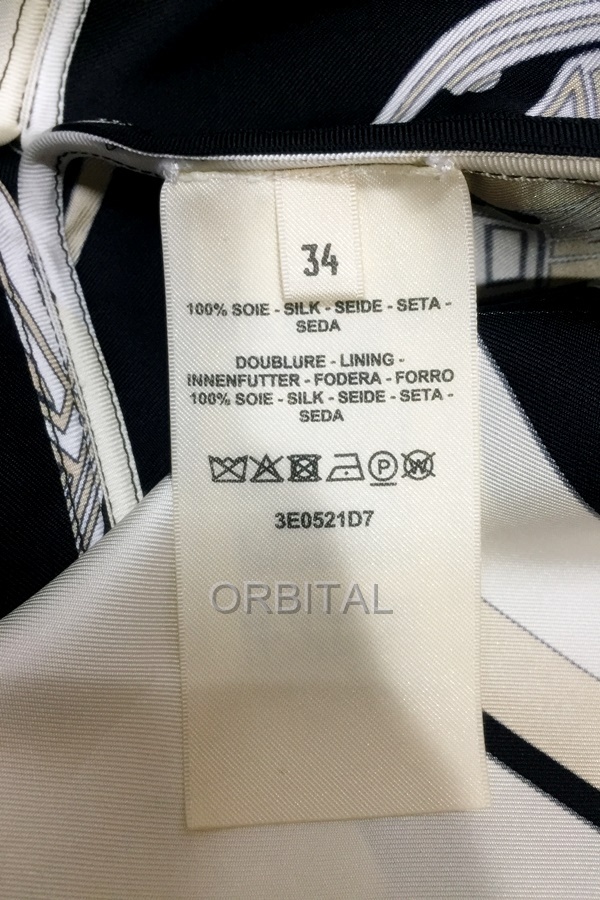 34
100% SOIE - SILK - SEIDE - SETA -
SEDA
DOUBLURE - LINING -
INNENFUTTER - FODERA - FORRO
100% SOIE - SILK - SEIDE - SETA -
SEDA
P W
3E0521D7
ORBITAL